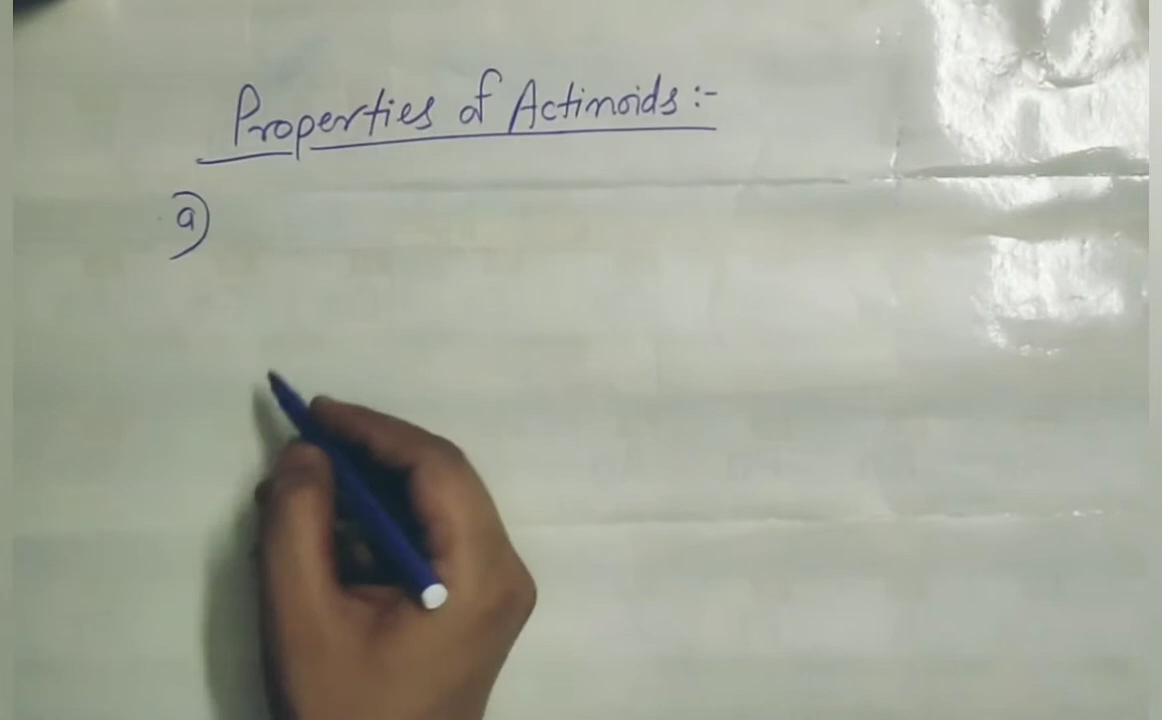 Properties of Actinoids :-
a)